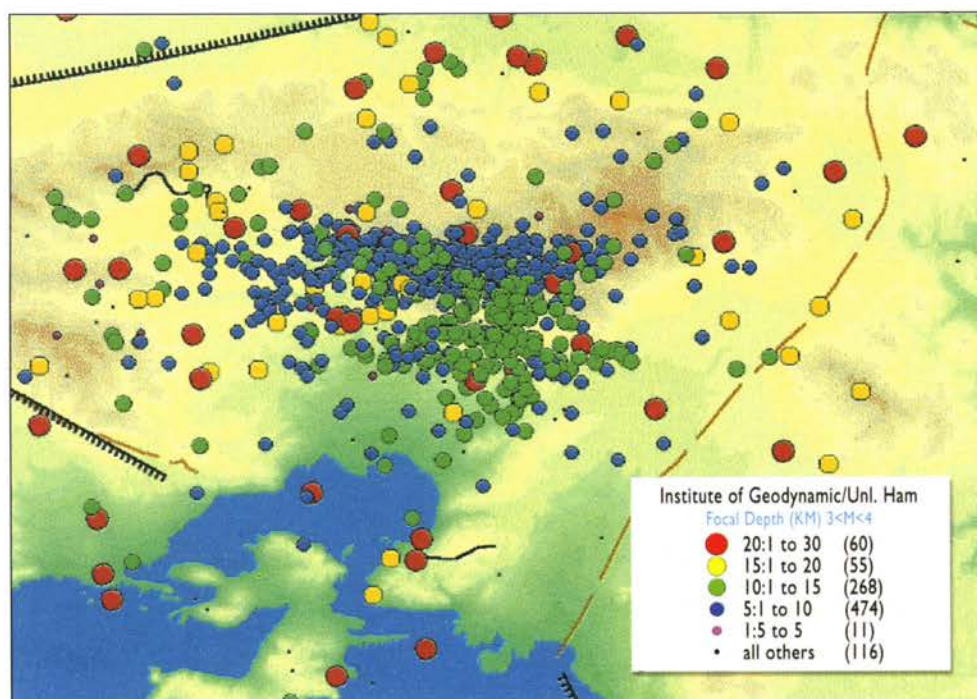 Institute of Geodynamic/Unl. Ham
Focal Depth (KM) 3<M<4
20:1 to 30 (60)
15:1 to 20 (55)
10:1 to 15 (268)
5:1 to 10 (474)
1:5 to 5 (11)
all others (116)